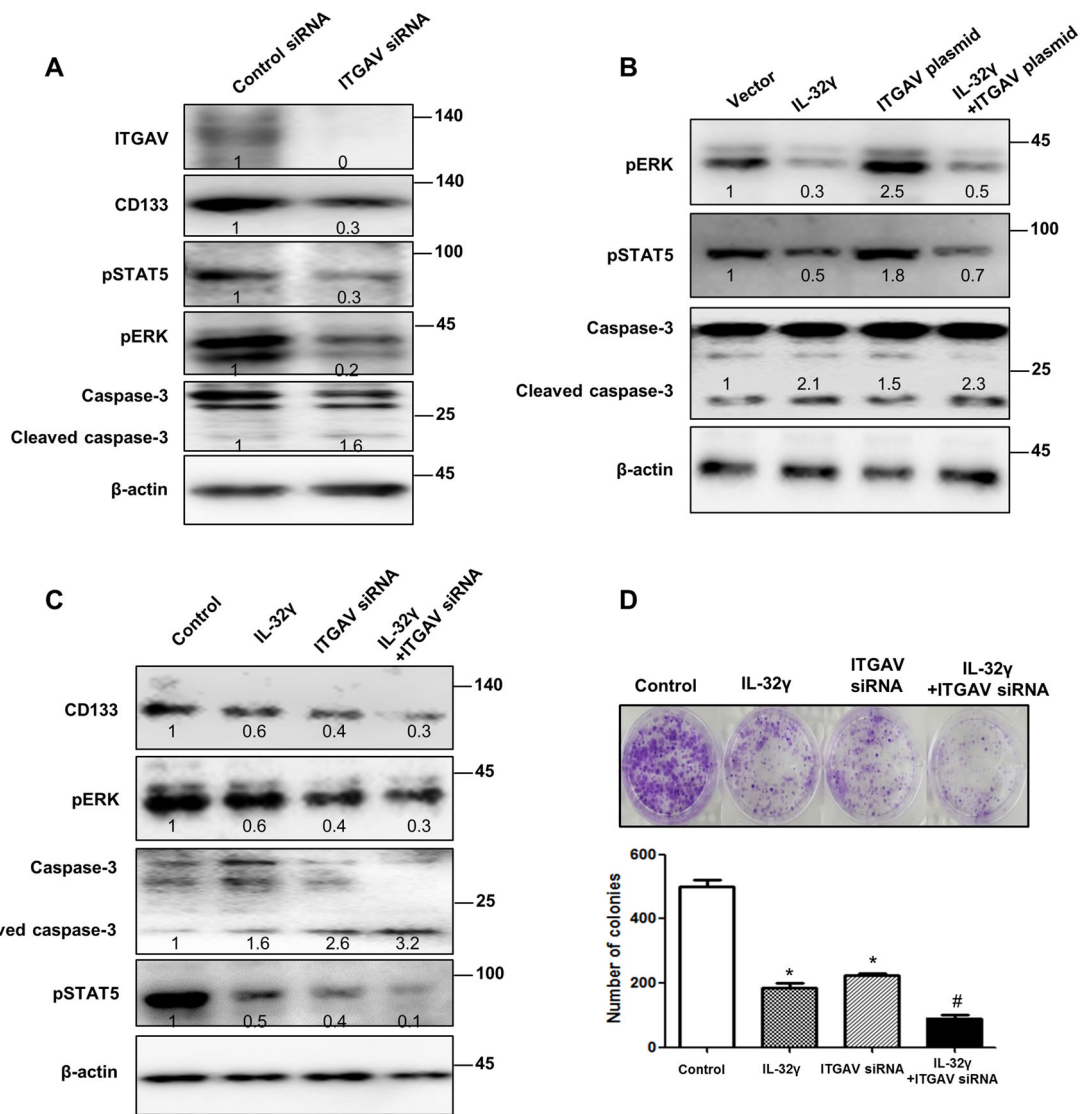 A
Control siRNA
ITGAV siRNA
ITGAV
140
1 0
CD133
140
1 0.3
pSTAT5
100
1 0.3
pERK
45
1 0.2
Caspase-3
25
Cleaved caspase-3
1 1.6
β-actin
45
B
Vector
IL-32γ
ITGAV plasmid
IL-32γ
+ITGAV plasmid
pERK
45
1 0.3 2.5 0.5
pSTAT5
100
1 0.5 1.8 0.7
Caspase-3
25
Cleaved caspase-3
1 2.1 1.5 2.3
β-actin
45
C
Control
IL-32γ
ITGAV siRNA
IL-32γ
+ITGAV siRNA
CD133
140
1 0.6 0.4 0.3
pERK
45
1 0.6 0.4 0.3
Caspase-3
25
ved caspase-3
1 1.6 2.6 3.2
pSTAT5
100
1 0.5 0.4 0.1
β-actin
45
D
Control
IL-32γ
ITGAV
siRNA
IL-32γ
+ITGAV siRNA
Number of colonies
600
400
200
0
* * #
Control
IL-32γ
ITGAV siRNA
IL-32γ
+ITGAV siRNA